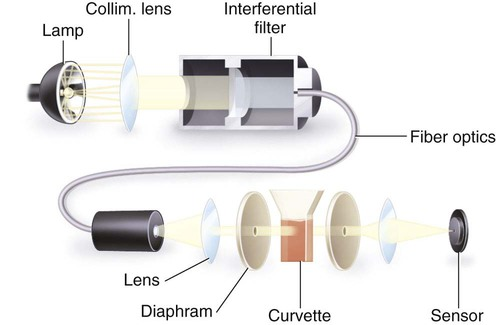 Collim. lens
Interferential
filter
Lamp
Fiber optics
Lens
Diaphram
Curvette
Sensor